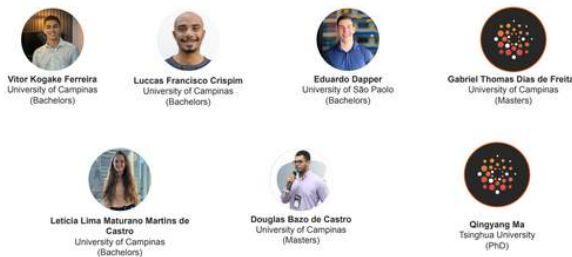 Vitor Kogake Ferreira
University of Campinas
(Bachelors)
Luccas Francisco Crispim
University of Campinas
(Bachelors)
Eduardo Dapper
University of São Paolo
(Bachelors)
Gabriel Thomas Dias de Freita
University of Campinas
(Masters)
Letícia Lima Maturano Martins de
Castro
University of Campinas
(Bachelors)
Douglas Bazo de Castro
University of Campinas
(Masters)
Qingyang Ma
Tsinghua University
(PhD)